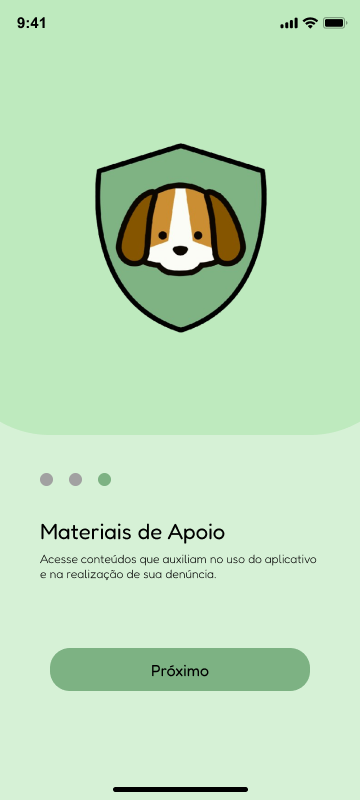 9:41
Materiais de Apoio
Acesse conteúdos que auxiliam no uso do aplicativo
e na realização de sua denúncia.
Próximo